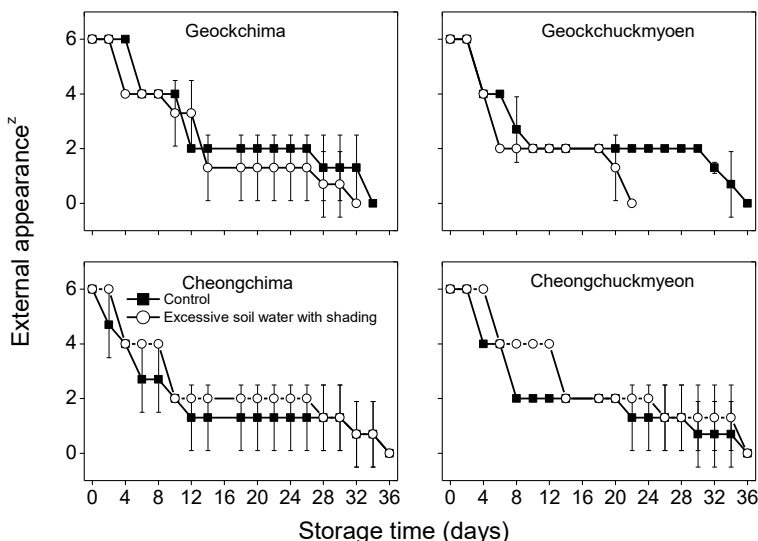 Geockchima
Geockchuckmyoen
6
4
2
0
External appearance^z
Cheongchima
Control
Excessive soil water with shading
Cheongchuckmyeon
6
4
2
0
0 4 8 12 16 20 24 28 32 36
0 4 8 12 16 20 24 28 32 36
Storage time (days)